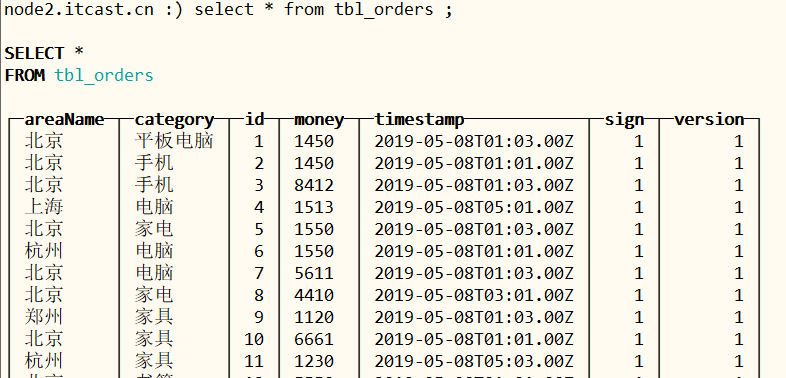 node2.itcast.cn :) select * from tbl_orders ;
SELECT *
FROM tbl_orders
areaName category id money timestamp sign version
北京 平板电脑 1 1450 2019-05-08T01:03.00Z 1 1
北京 手机 2 1450 2019-05-08T01:01.00Z 1 1
北京 手机 3 8412 2019-05-08T01:03.00Z 1 1
上海 电脑 4 1513 2019-05-08T05:01.00Z 1 1
北京 家电 5 1550 2019-05-08T01:03.00Z 1 1
杭州 电脑 6 1550 2019-05-08T01:01.00Z 1 1
北京 电脑 7 5611 2019-05-08T01:03.00Z 1 1
北京 家电 8 4410 2019-05-08T03:01.00Z 1 1
郑州 家具 9 1120 2019-05-08T01:03.00Z 1 1
北京 家具 10 6661 2019-05-08T01:01.00Z 1 1
杭州 家具 11 1230 2019-05-08T05:03.00Z 1 1